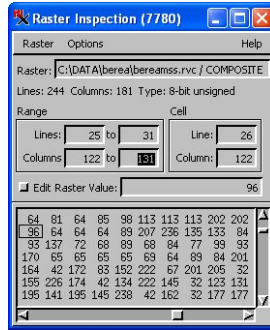 Raster Inspection (7780)
Raster Options Help
Raster: C:\DATA\berea\bereamss.rvc / COMPOSITE
Lines: 244 Columns: 181 Type: 8-bit unsigned
Range Cell
Lines: 25 to 31 Line: 26
Columns 122 to 131 Column: 122
Edit Raster Value: 96
64 81 64 85 98 113 113 113 202 202
96 64 64 64 89 207 236 135 133 84
93 137 72 68 89 68 84 77 99 93
170 65 65 65 65 69 64 89 84 201
164 42 172 83 152 222 67 201 205 32
155 226 174 42 134 222 145 32 123 131
195 141 195 145 238 42 162 32 177 177